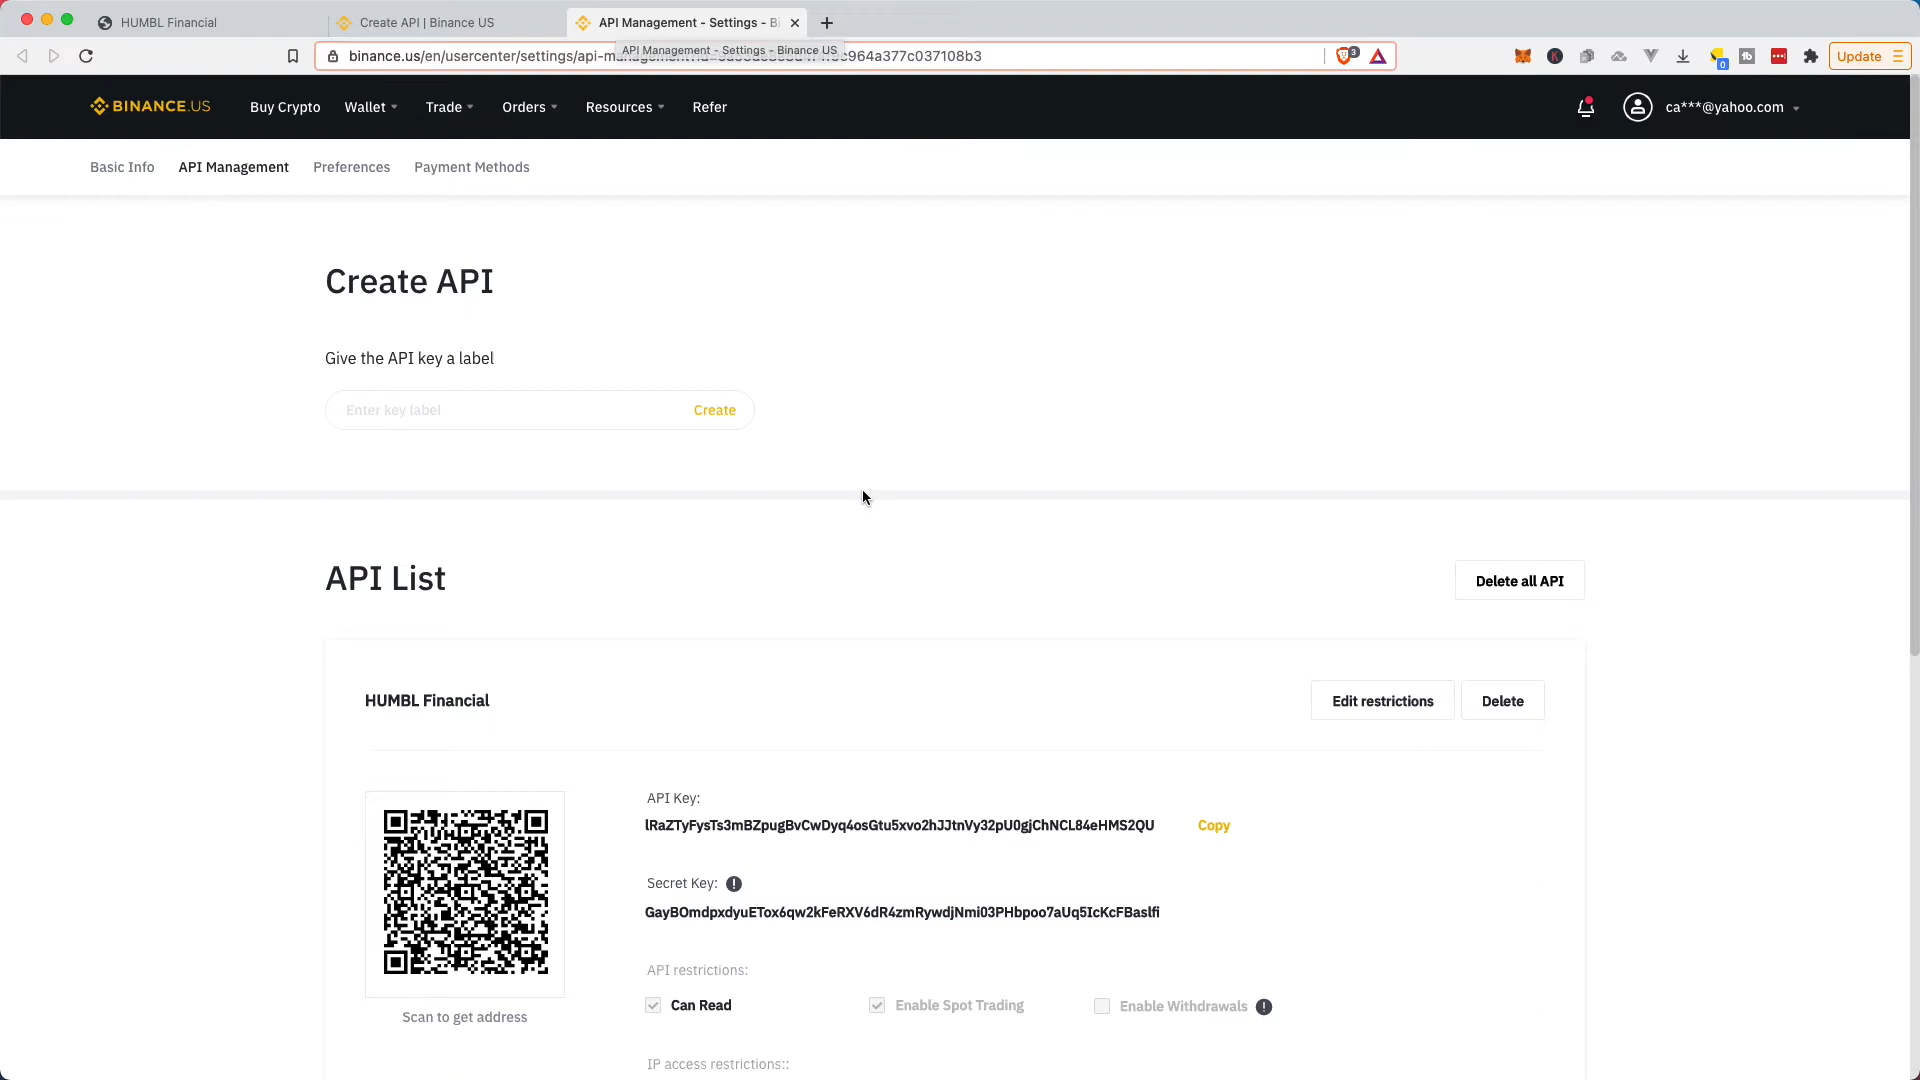 HUMBL Financial
Create API | Binance US
API Management - Settings - Bi
API Management - Settings - Binance US
binance.us/en/usercenter/settings/api-m
c964a377c037108b3
3
0
Update
BINANCE.US
Buy Crypto
Wallet
Trade
Orders
Resources
Refer
ca***@yahoo.com
Basic Info
API Management
Preferences
Payment Methods
Create API
Give the API key a label
Enter key label
Create
API List
Delete all API
HUMBL Financial
Edit restrictions
Delete
API Key:
lRaZTyFysTs3mBZpugBvCwDyq4osGtu5xvo2hJJtnVy32pU0gjChNCL84eHMS2QU
Copy
Secret Key:
GayBOmdpxdyuETox6qw2kFeRXV6dR4zmRywdjNmi03PHbpoo7aUq5IcKcFBaslfi
API restrictions:
Can Read
Enable Spot Trading
Enable Withdrawals
Scan to get address
IP access restrictions::